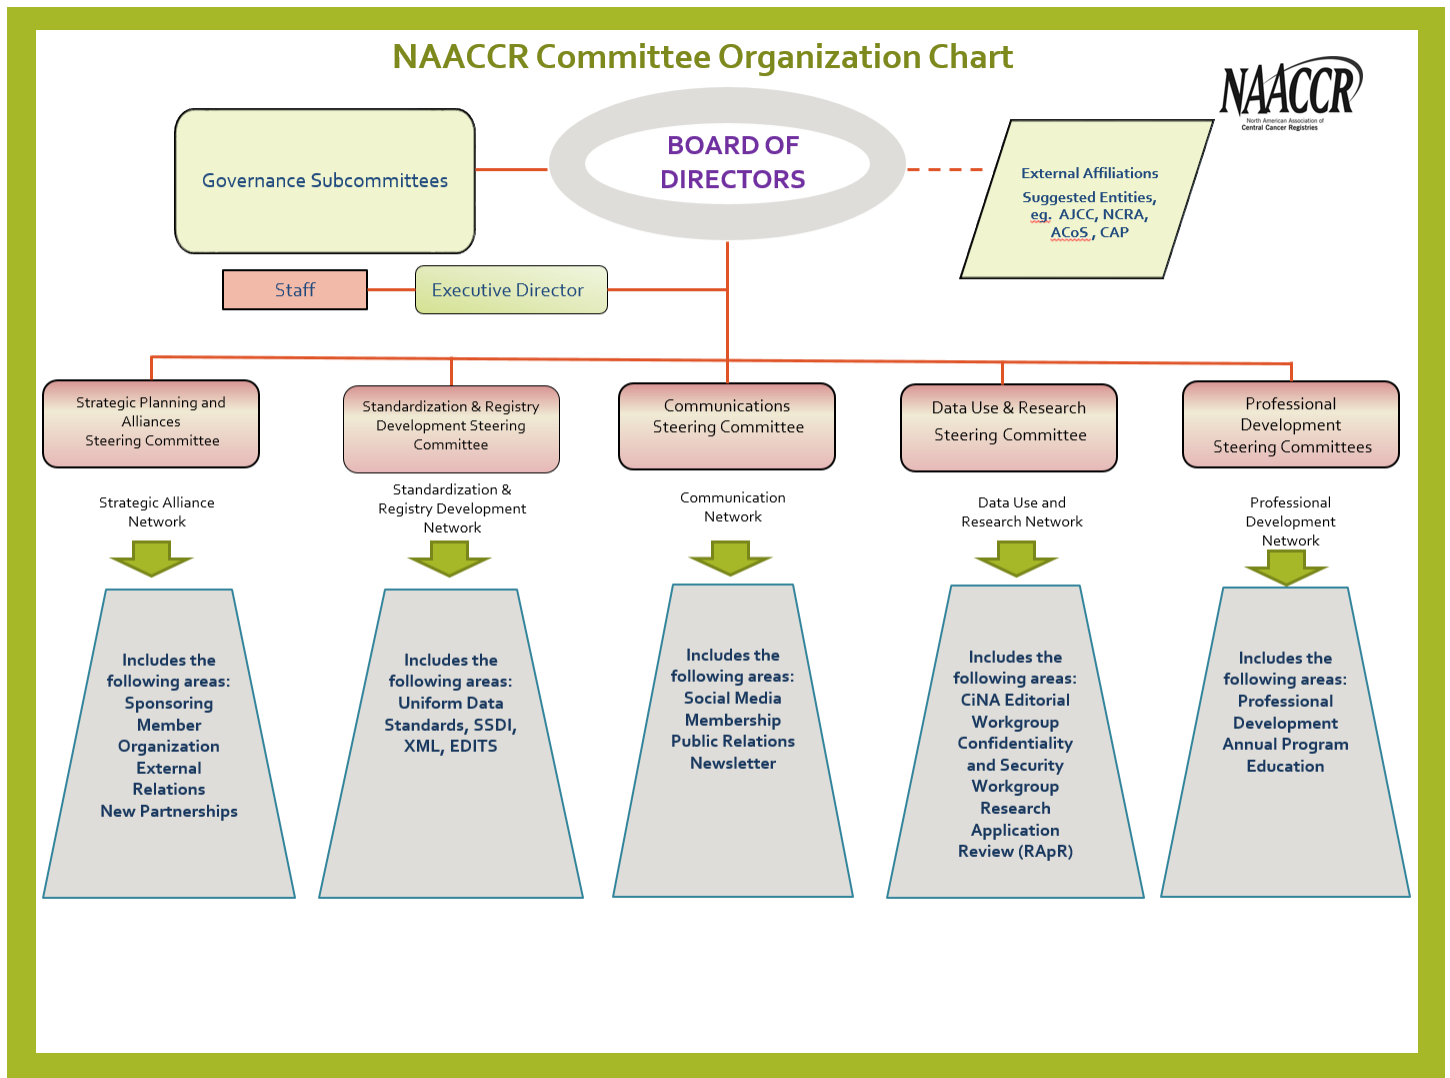 NAACCR Committee Organization Chart
NAACCR
North American Association of
Central Cancer Registries
Governance Subcommittees
BOARD OF
DIRECTORS
External Affiliations
Suggested Entities,
eg. AJCC, NCRA,
ACoS , CAP
Staff
Executive Director
Strategic Planning and
Alliances
Steering Committee
Standardization & Registry
Development Steering
Committee
Communications
Steering Committee
Data Use & Research
Steering Committee
Professional
Development
Steering Committees
Strategic Alliance
Network
Standardization &
Registry Development
Network
Communication
Network
Data Use and
Research Network
Professional
Development
Network
Includes the
following areas:
Sponsoring
Member
Organization
External
Relations
New Partnerships
Includes the
following areas:
Uniform Data
Standards, SSDI,
XML, EDITS
Includes the
following areas:
Social Media
Membership
Public Relations
Newsletter
Includes the
following areas:
CiNA Editorial
Workgroup
Confidentiality
and Security
Workgroup
Research
Application
Review (RApR)
Includes the
following areas:
Professional
Development
Annual Program
Education